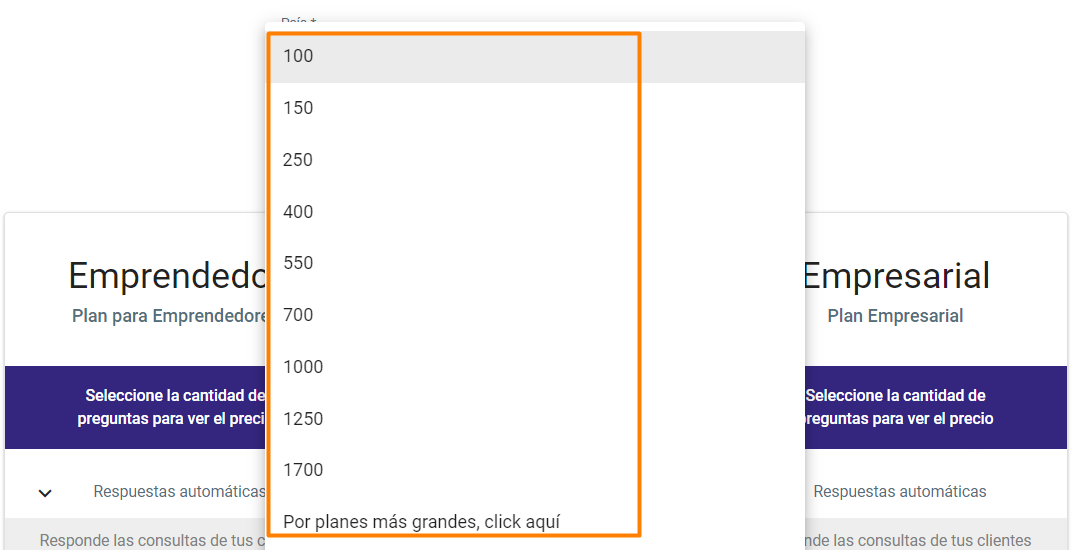 País *
100
150
250
400
550
700
1000
1250
1700
Por planes más grandes, click aquí
Emprendedo
Plan para Emprendedore
Seleccione la cantidad de
preguntas para ver el preci
Respuestas automáticas
Responde las consultas de tus c
Empresarial
Plan Empresarial
Seleccione la cantidad de
preguntas para ver el precio
Respuestas automáticas
nde las consultas de tus clientes